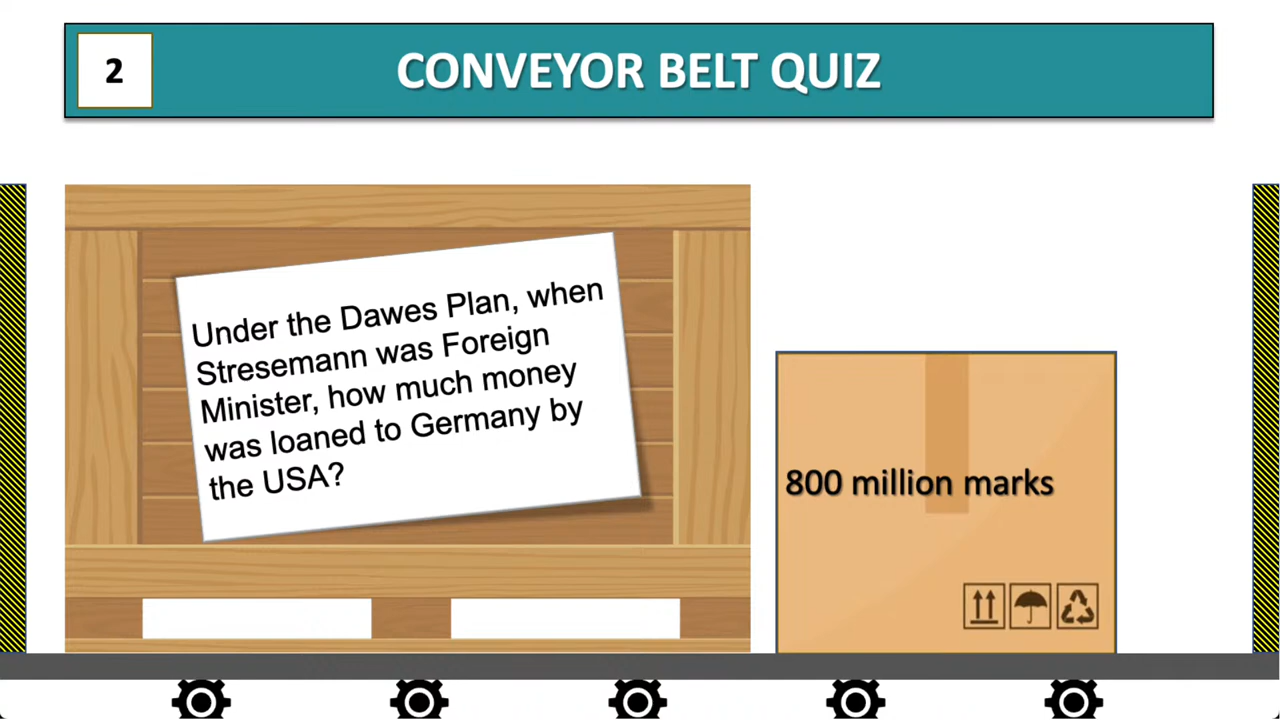 2
CONVEYOR BELT QUIZ
Under the Dawes Plan, when
Stresemann was Foreign
Minister, how much money
was loaned to Germany by
the USA?
800 million marks